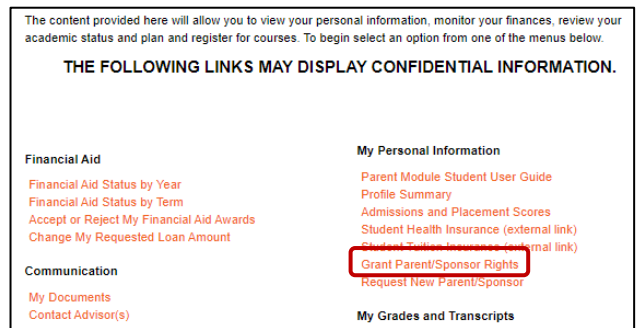 The content provided here will allow you to view your personal information, monitor your finances, review your
academic status and plan and register for courses. To begin select an option from one of the menus below.
THE FOLLOWING LINKS MAY DISPLAY CONFIDENTIAL INFORMATION.
Financial Aid
Financial Aid Status by Year
Financial Aid Status by Term
Accept or Reject My Financial Aid Awards
Change My Requested Loan Amount
Communication
My Documents
Contact Advisor(s)
My Personal Information
Parent Module Student User Guide
Profile Summary
Admissions and Placement Scores
Student Health Insurance (external link)
Student Tuition Insurance (external link)
Grant Parent/Sponsor Rights
Request New Parent/Sponsor
My Grades and Transcripts